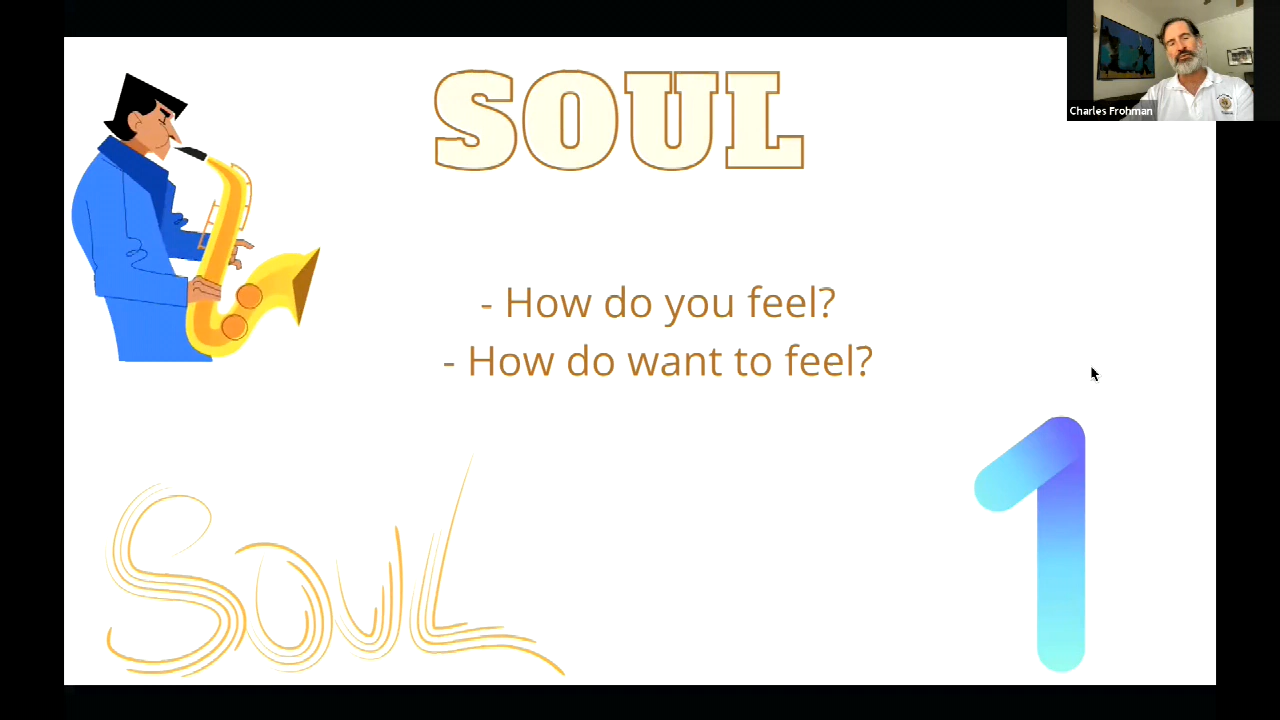 SOUL
Charles Frohman
- How do you feel?
- How do want to feel?
SOUL
1